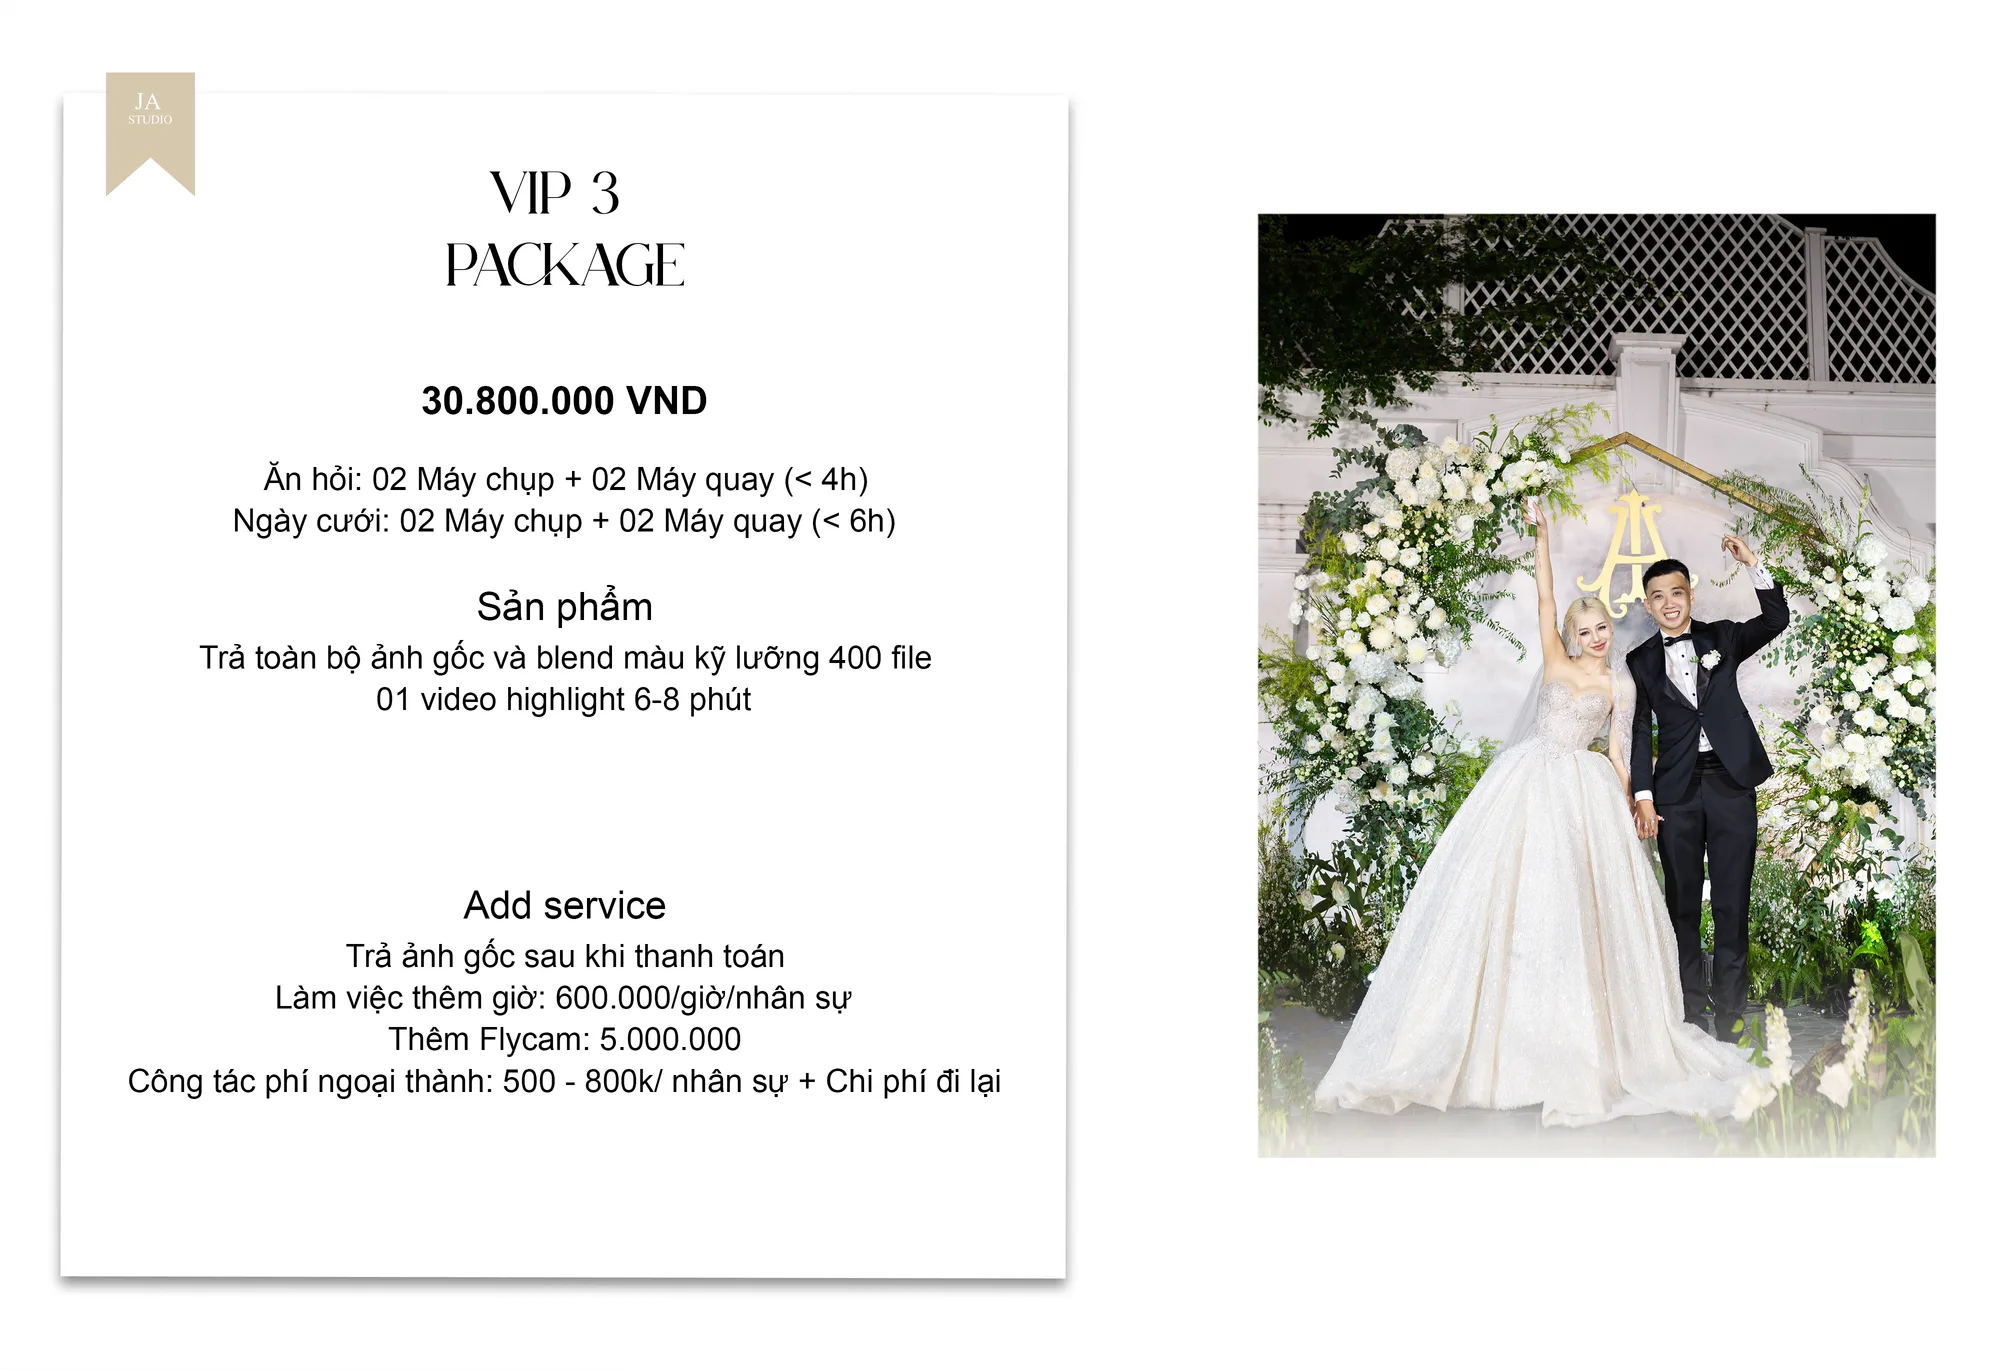 JA
STUDIO
VIP 3
PACKAGE
30.800.000 VND
Ăn hỏi: 02 Máy chụp + 02 Máy quay (< 4h)
Ngày cưới: 02 Máy chụp + 02 Máy quay (< 6h)
Sản phẩm
Trả toàn bộ ảnh gốc và blend màu kỹ lưỡng 400 file
01 video highlight 6-8 phút
Add service
Trả ảnh gốc sau khi thanh toán
Làm việc thêm giờ: 600.000/giờ/nhân sự
Thêm Flycam: 5.000.000
Công tác phí ngoại thành: 500 - 800k/ nhân sự + Chi phí đi lại